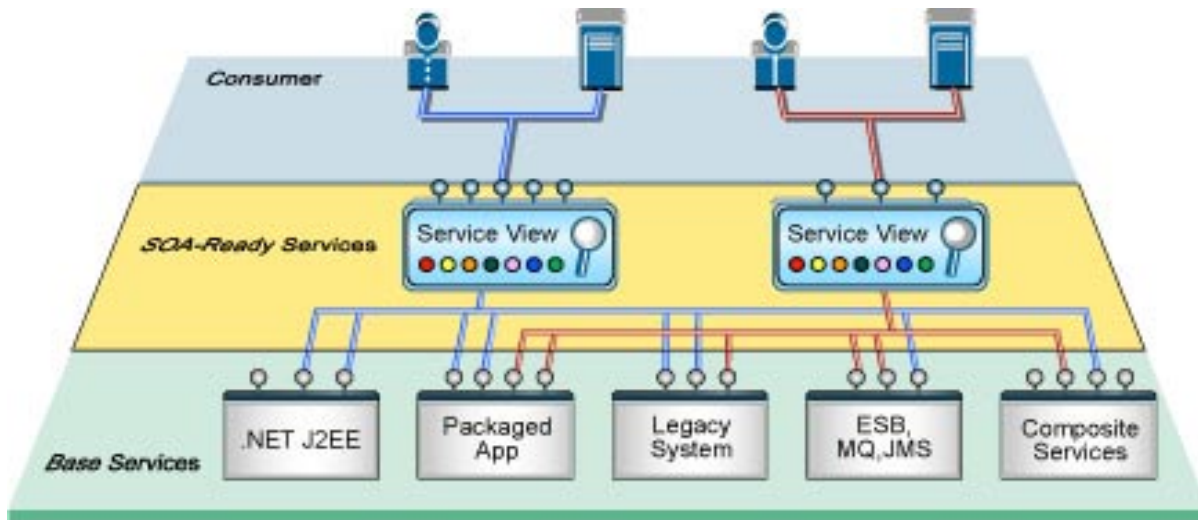 Consumer
SOA-Ready Services
Service View
Service View
Base Services
.NET J2EE
Packaged
App
Legacy
System
ESB,
MQ,JMS
Composite
Services